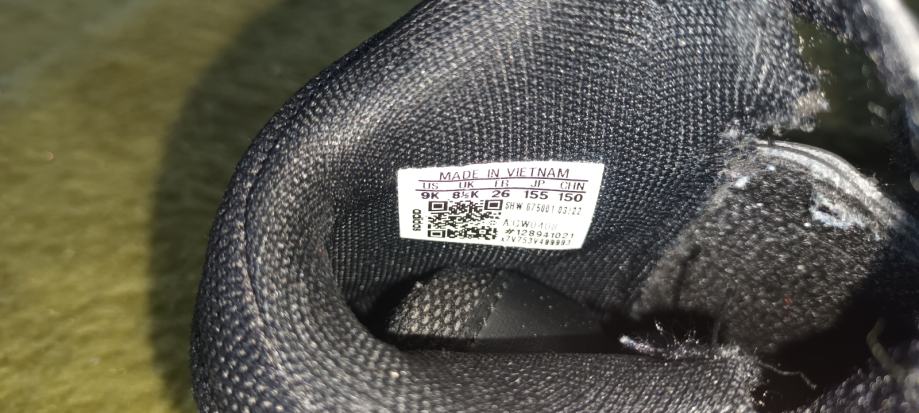 MADE IN VIETNAM
US UK FR JP CHN
9K 8½K 26 155 150
SHW 675001 03/22
#128941021